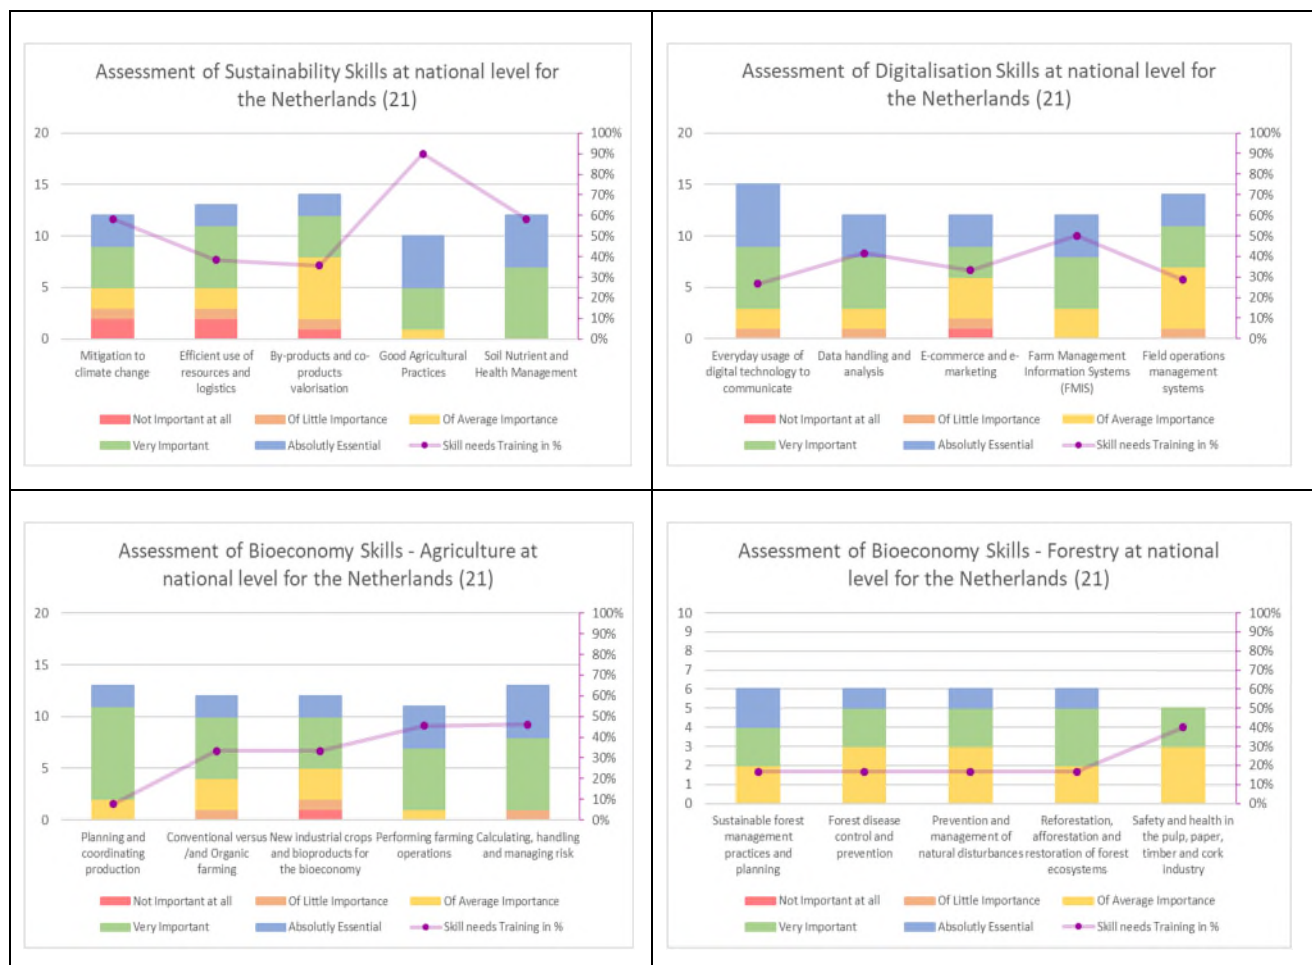 Assessment of Sustainability Skills at national level for
the Netherlands (21)
20
15
10
5
0
100%
90%
80%
70%
60%
50%
40%
30%
20%
10%
0%
Mitigation to
climate change
Efficient use of
resources and
logistics
By-products and co-
products
valorisation
Good Agricultural
Practices
Soil Nutrient and
Health Management
Not Important at all
Of Little Importance
Of Average Importance
Very Important
Absolutly Essential
Skill needs Training in %
Assessment of Digitalisation Skills at national level for
the Netherlands (21)
20
15
10
5
0
100%
90%
80%
70%
60%
50%
40%
30%
20%
10%
0%
Everyday usage of
digital technology to
communicate
Data handling and
analysis
E-commerce and e-
marketing
Farm Management
Information Systems
(FMIS)
Field operations
management
systems
Not Important at all
Of Little Importance
Of Average Importance
Very Important
Absolutly Essential
Skill needs Training in %
Assessment of Bioeconomy Skills - Agriculture at
national level for the Netherlands (21)
20
15
10
5
0
100%
90%
80%
70%
60%
50%
40%
30%
20%
10%
0%
Planning and
coordinating
production
Conventional versus
/and Organic
farming
New industrial crops
and bioproducts for
the bioeconomy
Performing farming
operations
Calculating, handling
and managing risk
Not Important at all
Of Little Importance
Of Average Importance
Very Important
Absolutly Essential
Skill needs Training in %
Assessment of Bioeconomy Skills - Forestry at national
level for the Netherlands (21)
10
9
8
7
6
5
4
3
2
1
0
100%
90%
80%
70%
60%
50%
40%
30%
20%
10%
0%
Sustainable forest
management
practices and
planning
Forest disease
control and
prevention
Prevention and
management of
natural disturbances
Reforestation,
afforestation and
restoration of forest
ecosystems
Safety and health in
the pulp, paper,
timber and cork
industry
Not Important at all
Of Little Importance
Of Average Importance
Very Important
Absolutly Essential
Skill needs Training in %